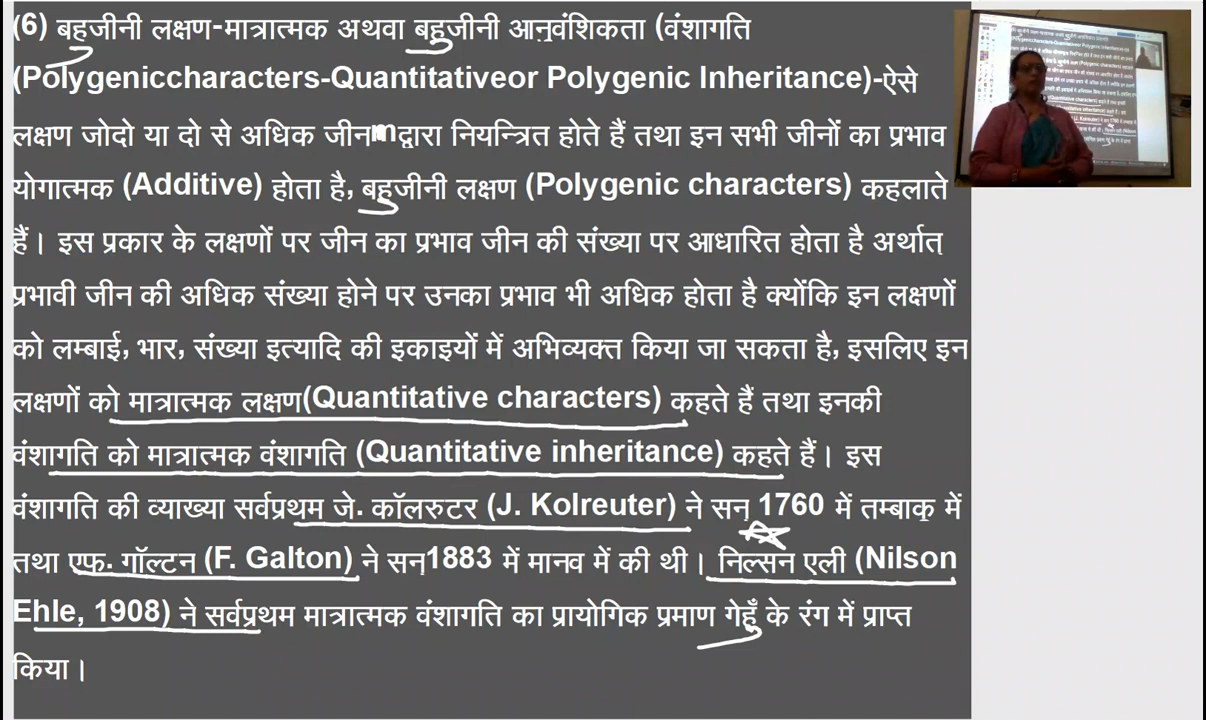 (6) बहुजीनी लक्षण-मात्रात्मक अथवा बहुजीनी आनुवंशिकता (वंशागति
(Polygeniccharacters-Quantitativeor Polygenic Inheritance)-ऐसे
लक्षण जोदो या दो से अधिक जीनmद्वारा नियन्त्रित होते हैं तथा इन सभी जीनों का प्रभाव
योगात्मक (Additive) होता है, बहुजीनी लक्षण (Polygenic characters) कहलाते
हैं। इस प्रकार के लक्षणों पर जीन का प्रभाव जीन की संख्या पर आधारित होता है अर्थात्
प्रभावी जीन की अधिक संख्या होने पर उनका प्रभाव भी अधिक होता है क्योंकि इन लक्षणों
को लम्बाई, भार, संख्या इत्यादि की इकाइयों में अभिव्यक्त किया जा सकता है, इसलिए इन
लक्षणों को मात्रात्मक लक्षण(Quantitative characters) कहते हैं तथा इनकी
वंशागति को मात्रात्मक वंशागति (Quantitative inheritance) कहते हैं। इस
वंशागति की व्याख्या सर्वप्रथम जे. कॉलरुटर (J. Kolreuter) ने सन् 1760 में तम्बाकू में
तथा एफ. गॉल्टन (F. Galton) ने सन्1883 में मानव में की थी। निल्सन एली (Nilson
Ehle, 1908) ने सर्वप्रथम मात्रात्मक वंशागति का प्रायोगिक प्रमाण गेहूँ के रंग में प्राप्त
किया।